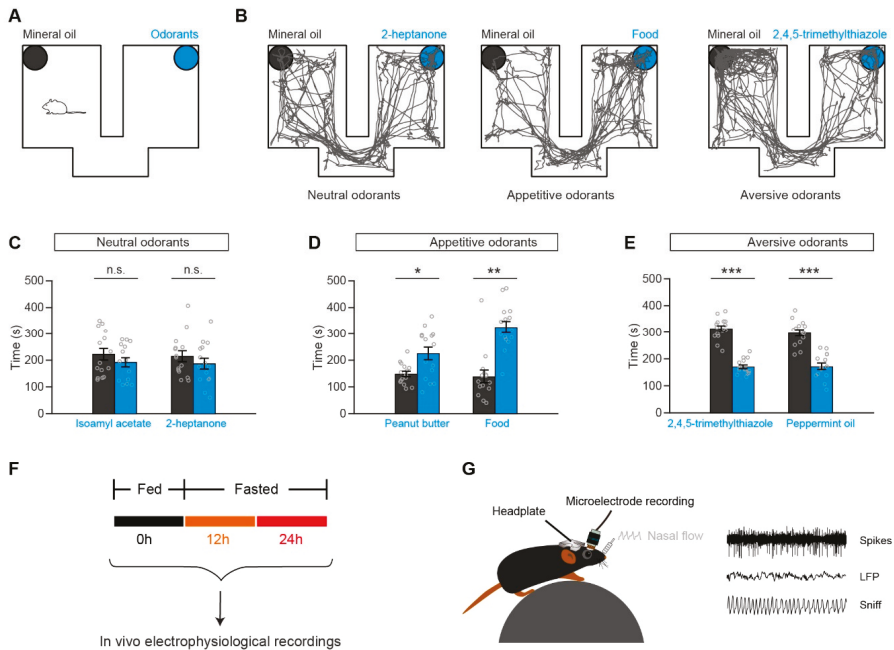 A
Mineral oil
Odorants
B
Mineral oil
2-heptanone
Mineral oil
Food
Mineral oil
2,4,5-trimethylthiazole
Neutral odorants
Appetitive odorants
Aversive odorants
C
Neutral odorants
n.s.
n.s.
500
400
300
200
100
0
Time (s)
Isoamyl acetate
2-heptanone
D
Appetitive odorants
*
**
500
400
300
200
100
0
Time (s)
Peanut butter
Food
E
Aversive odorants
***
***
500
400
300
200
100
0
Time (s)
2,4,5-trimethylthiazole
Peppermint oil
F
Fed
Fasted
0h
12h
24h
In vivo electrophysiological recordings
G
Microelectrode recording
Headplate
Nasal flow
Spikes
LFP
Sniff